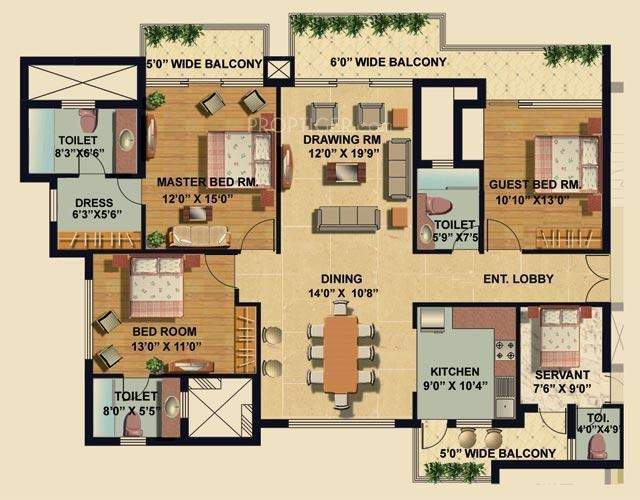 5'0" WIDE BALCONY
6'0" WIDE BALCONY
PROPTIGER.com
TOILET
8'3"X6'6"
MASTER BED RM.
12'0" X 15'0"
DRAWING RM
12'0" X 19'9"
GUEST BED RM.
10'10"X13'0"
DRESS
6'3"X5'6"
TOILET
5'9"X7'5
DINING
14'0" X 10'8"
ENT. LOBBY
BED ROOM
13'0" X 11'0"
KITCHEN
9'0" X 10'4"
SERVANT
7'6" X 9'0"
TOILET
8'0" X 5'5"
TOI.
4'0"X4'9"
5'0" WIDE BALCONY